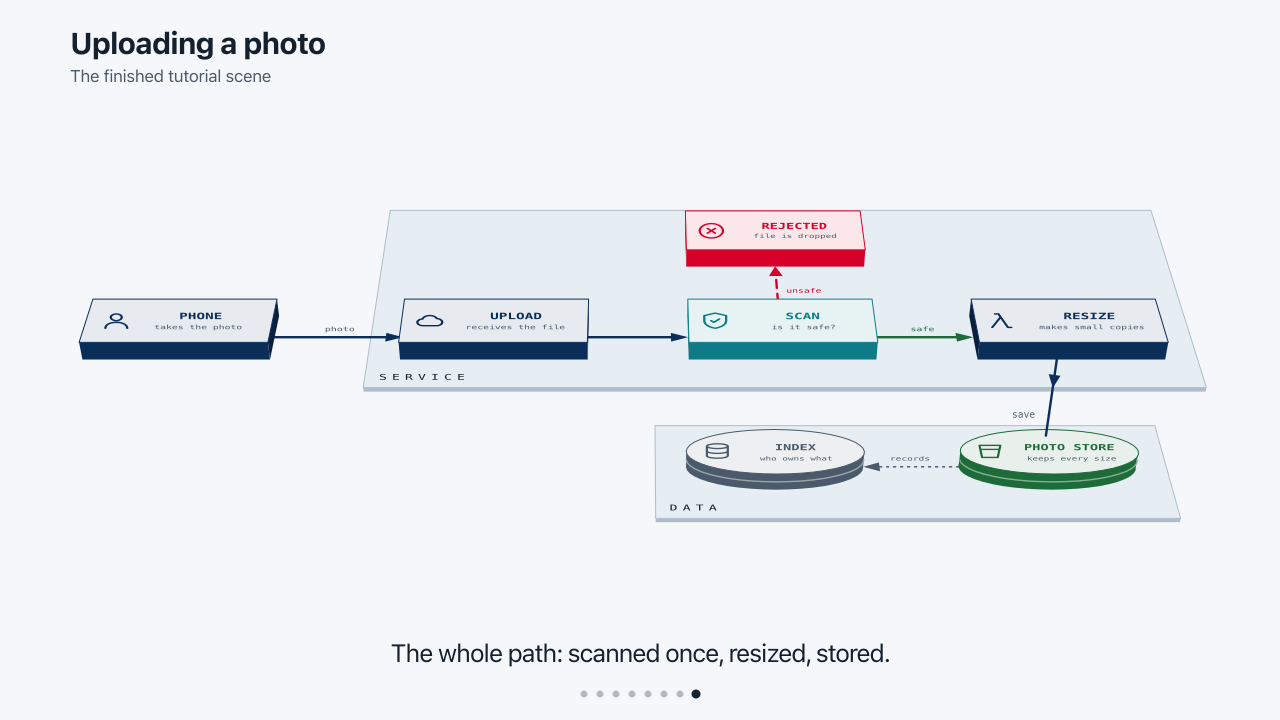 Uploading a photo
The finished tutorial scene
REJECTED
file is dropped
unsafe
PHONE
takes the photo
photo
UPLOAD
receives the file
SCAN
is it safe?
safe
RESIZE
makes small copies
SERVICE
save
INDEX
who owns what
records
PHOTO STORE
keeps every size
DATA
The whole path: scanned once, resized, stored.